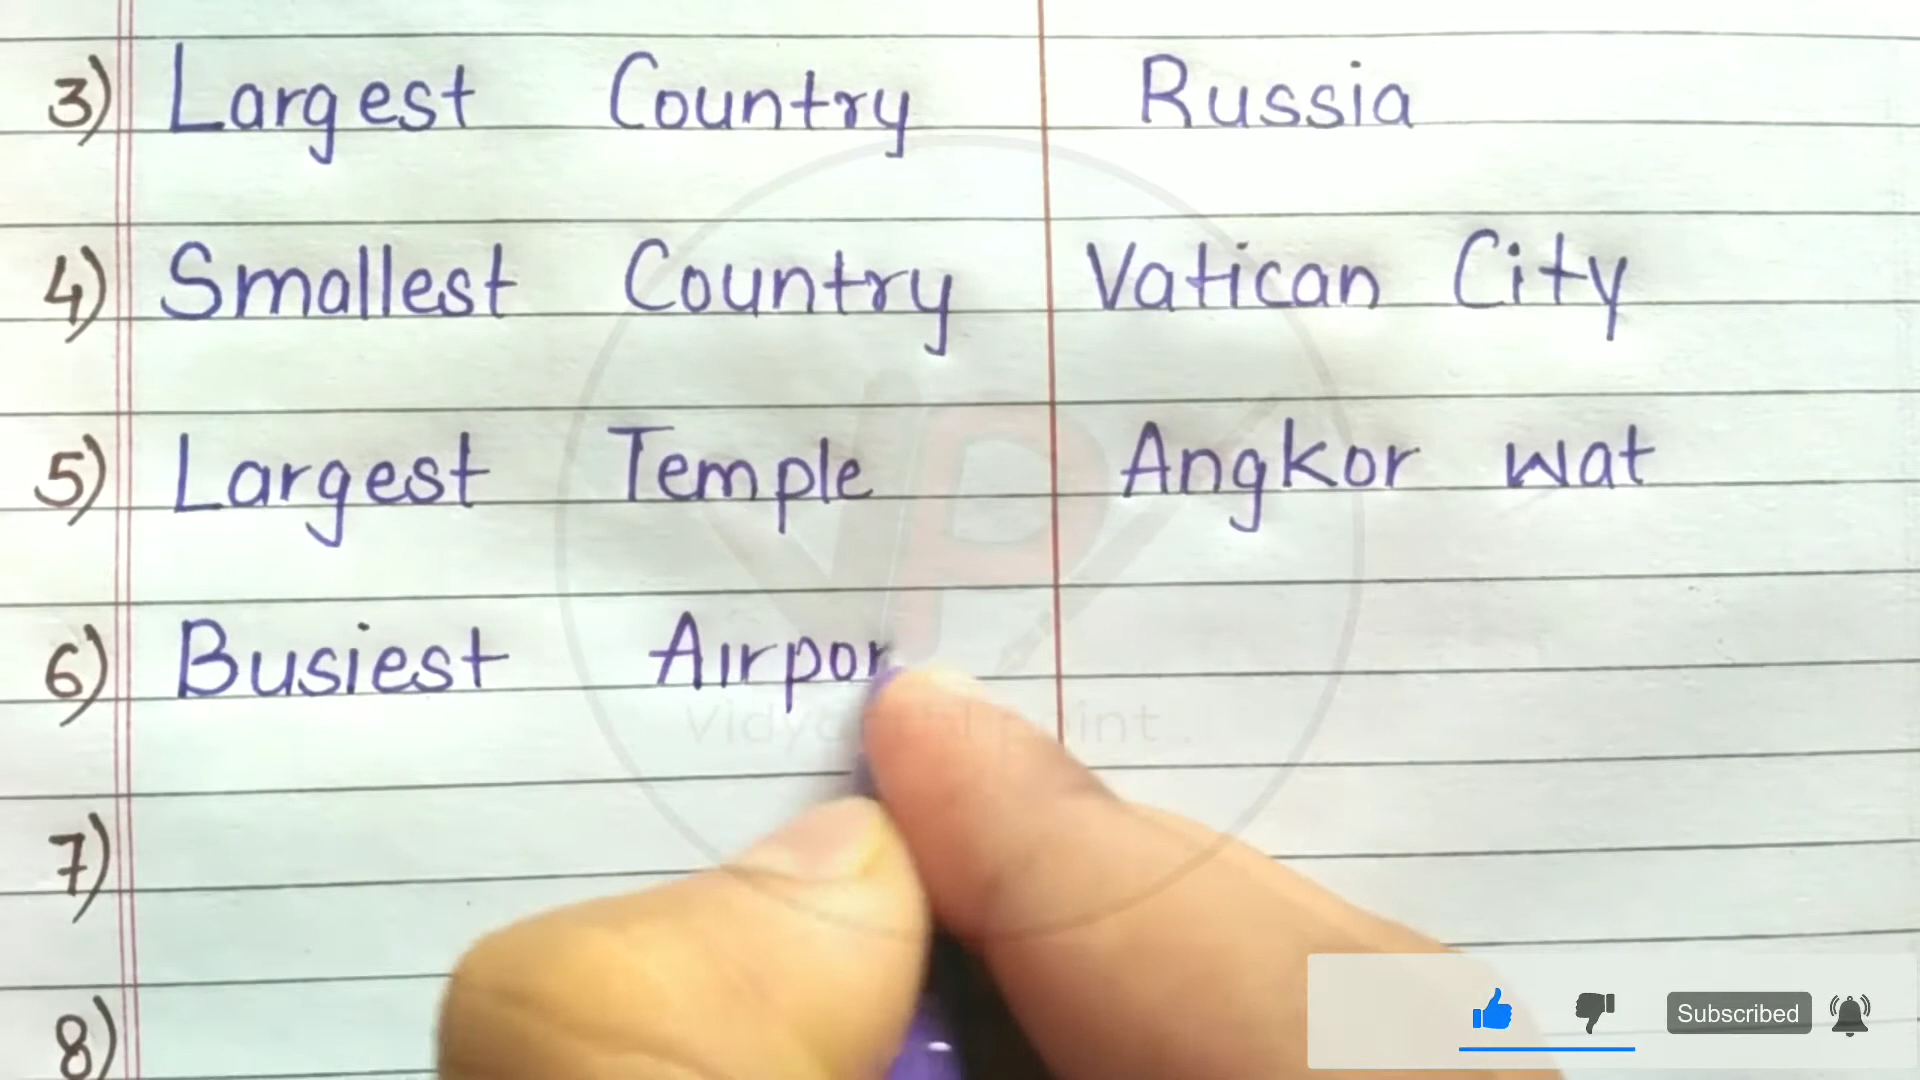 3) Largest Country Russia
4) Smallest Country Vatican City
5) Largest Temple Angkor wat
6) Busiest Airpor
7)
8)
Subscribed